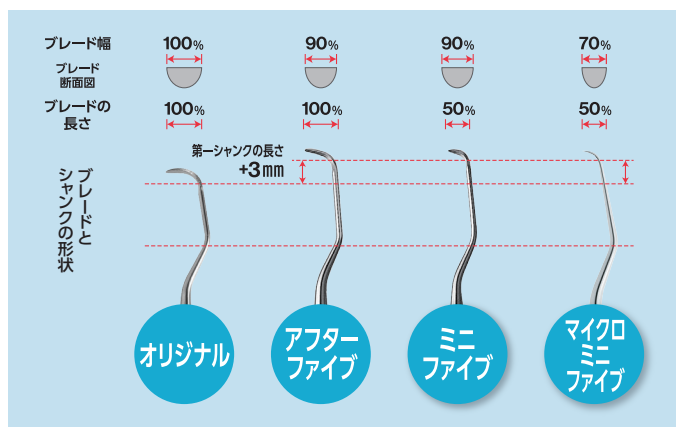 ブレード幅 100% 90% 90% 70%
ブレード
断面図
ブレードの
長さ
100% 100% 50% 50%
第一シャンクの長さ
+3mm
ブレードと
シャンクの形状
オリジナル
アフター
ファイブ
ミニ
ファイブ
マイクロ
ミニ
ファイブ